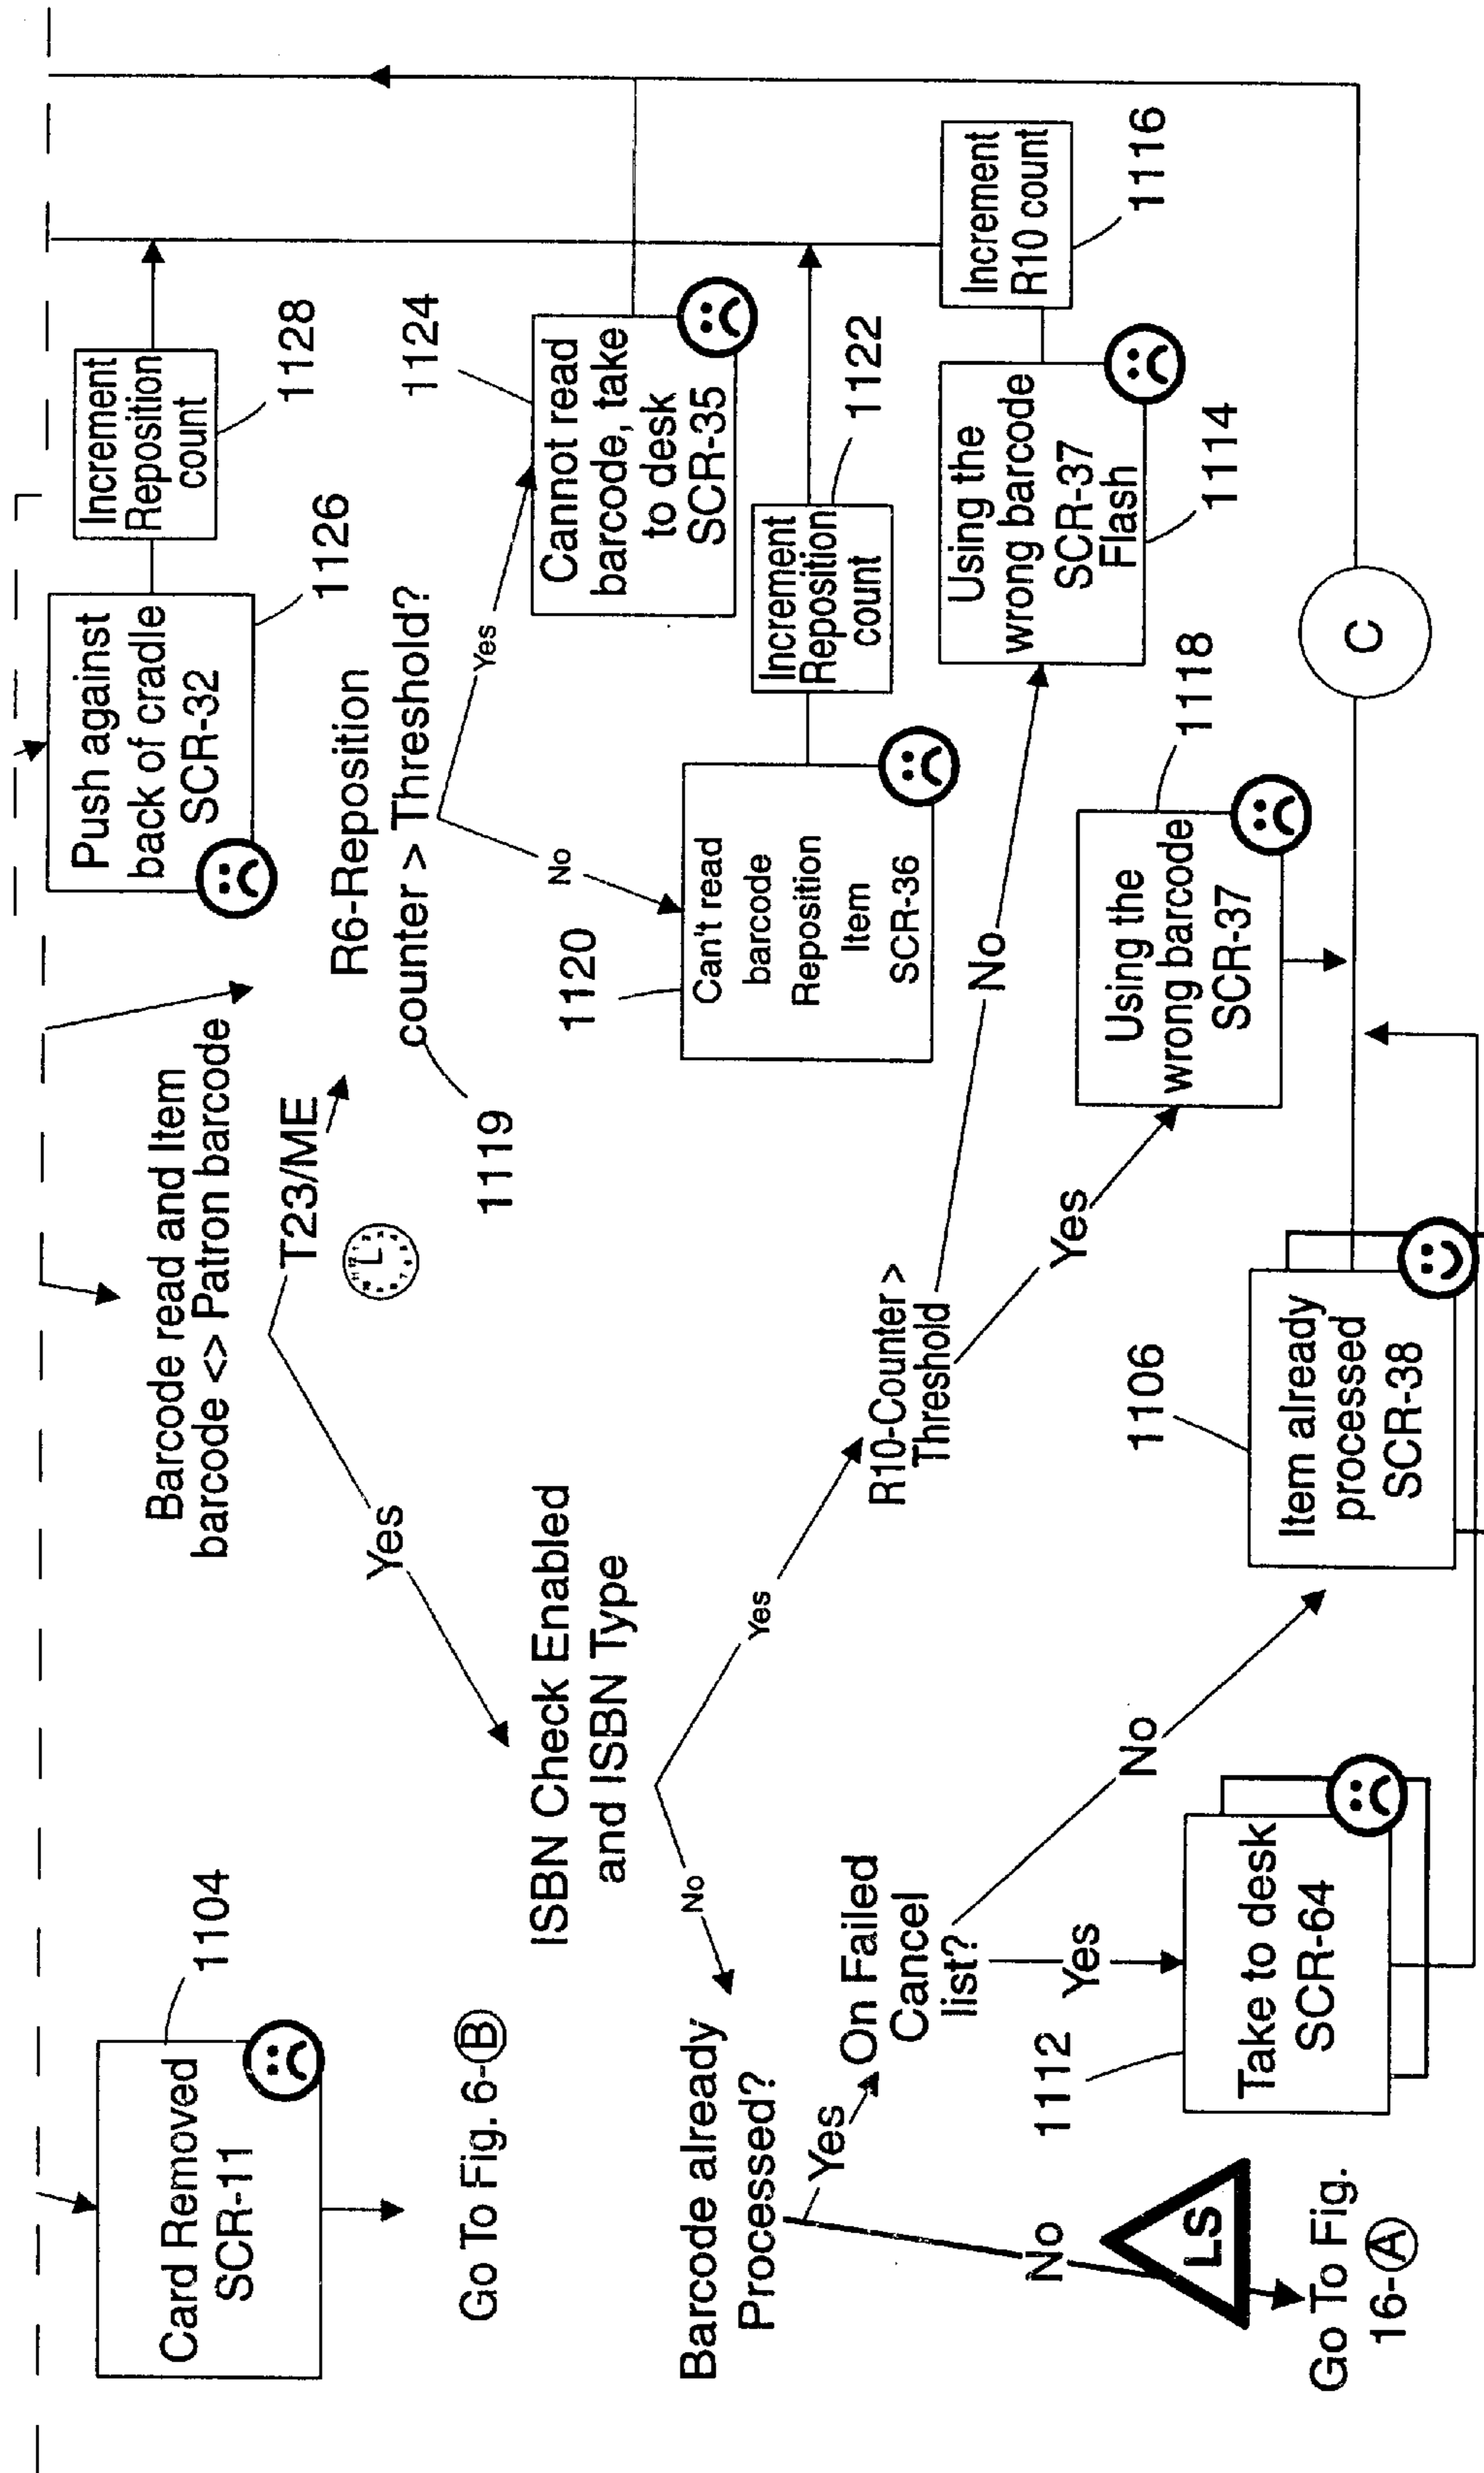 Card Removed
SCR-11
1104
Go To Fig. 6-B
Barcode read and Item
barcode <> Patron barcode
T23/ME
Yes
Push against
back of cradle
SCR-32
1126
Increment
Reposition
count
1128
R6-Reposition
counter > Threshold?
1119
Yes
No
Cannot read
barcode, take
to desk
SCR-35
1124
Can't read
barcode
Reposition
Item
SCR-36
1120
Increment
Reposition
count
1122
ISBN Check Enabled
and ISBN Type
No
Yes
Barcode already
Processed?
Yes
No
LS
Go To Fig.
16-A
On Failed
Cancel
list?
Yes
No
1112
Take to desk
SCR-64
1106
Item already
processed
SCR-38
R10-Counter >
Threshold
No
Yes
Using the
wrong barcode
SCR-37
Flash
1114
Increment
R10 count
1116
Using the
wrong barcode
SCR-37
1118
C